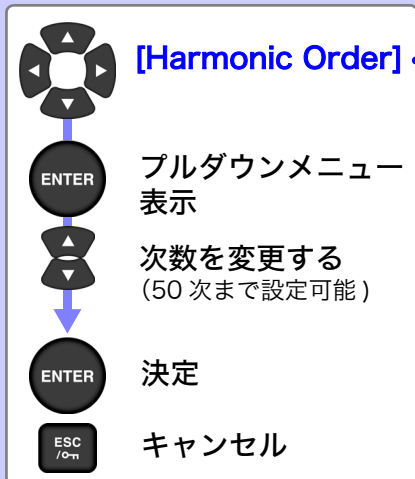 [Harmonic Order]
ENTER
プルダウンメニュー
表示
次数を変更する
(50 次まで設定可能 )
ENTER
決定
ESC
/
キャンセル